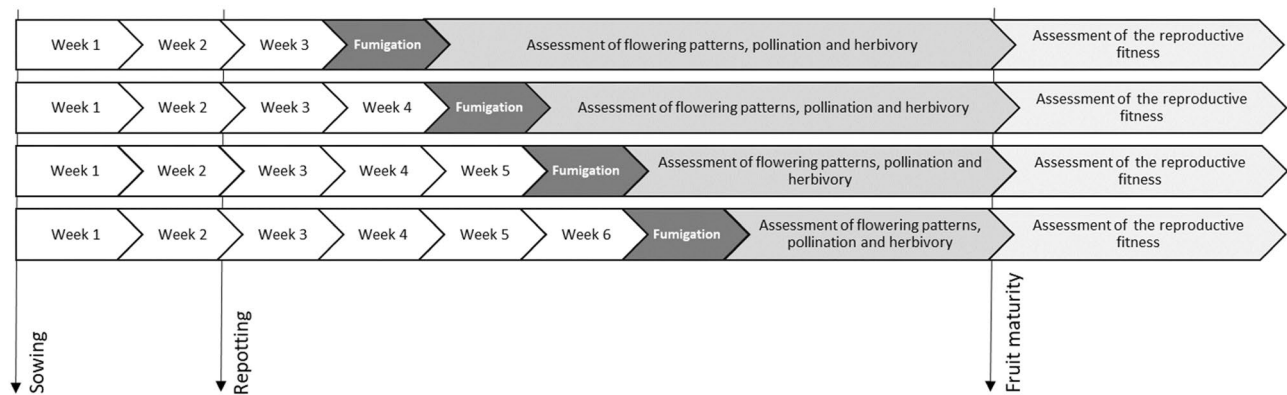 Week 1
Week 2
Week 3
Fumigation
Assessment of flowering patterns, pollination and herbivory
Assessment of the reproductive
fitness
Week 1
Week 2
Week 3
Week 4
Fumigation
Assessment of flowering patterns, pollination and herbivory
Assessment of the reproductive
fitness
Week 1
Week 2
Week 3
Week 4
Week 5
Fumigation
Assessment of flowering patterns, pollination and
herbivory
Assessment of the reproductive
fitness
Week 1
Week 2
Week 3
Week 4
Week 5
Week 6
Fumigation
Assessment of flowering patterns,
pollination and herbivory
Assessment of the reproductive
fitness
Sowing
Repotting
Fruit maturity